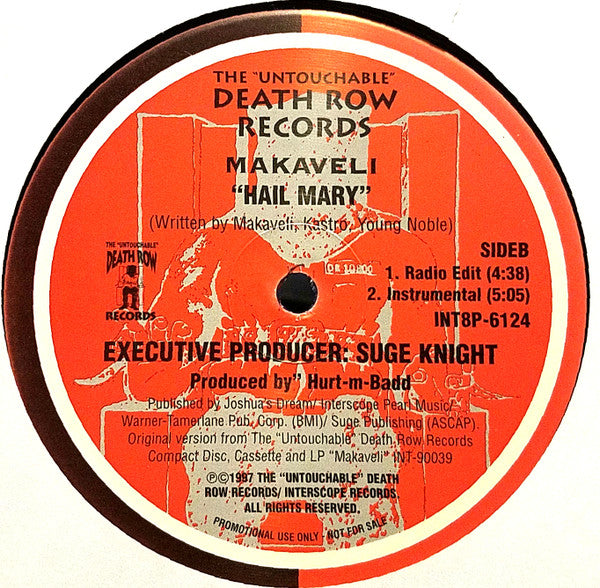 THE "UNTOUCHABLE"
DEATH ROW
RECORDS
MAKAVELI
"HAIL MARY"
(Written by Makaveli, Kastro, Young Noble)
SIDEB
1. Radio Edit (4:38)
2. Instrumental (5:05)
INT8P-6124
THE "UNTOUCHABLE"
DEATH ROW
RECORDS
DR 10200
EXECUTIVE PRODUCER: SUGE KNIGHT
Produced by" Hurt-m-Badd
Published by Joshua's Dream/ Interscope Pearl Music/
Warner-Tamerlane Pub. Corp. (BMI)/ Suge Publishing (ASCAP).
Original version from The "Untouchable" Death Row Records
Compact Disc, Cassette and LP "Makaveli" INT-90039
℗©1997 THE "UNTOUCHABLE" DEATH
ROW RECORDS/ INTERSCOPE RECORDS.
ALL RIGHTS RESERVED.
PROMOTIONAL USE ONLY - NOT FOR SALE